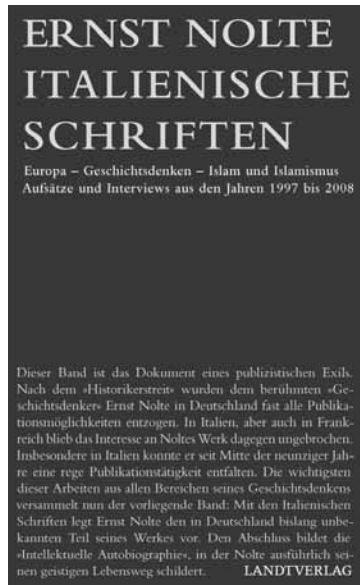 ERNST NOLTE
ITALIENISCHE
SCHRIFTEN
Europa – Geschichtsdenken – Islam und Islamismus
Aufsätze und Interviews aus den Jahren 1997 bis 2008
Dieser Band ist das Dokument eines publizistischen Exils.
Nach dem »Historikerstreit« wurden dem berühmten »Ge-
schichtsdenker« Ernst Nolte in Deutschland fast alle Publika-
tionsmöglichkeiten entzogen. In Italien, aber auch in Frank-
reich blieb das Interesse an Noltes Werk dagegen ungebrochen.
Insbesondere in Italien konnte er seit Mitte der neunziger Jah-
re eine rege Publikationstätigkeit entfalten. Die wichtigsten
dieser Arbeiten aus allen Bereichen seines Geschichtsdenkens
versammelt nun der vorliegende Band: Mit den Italienischen
Schriften legt Ernst Nolte den in Deutschland bislang unbe-
kannten Teil seines Werkes vor. Den Abschluss bildet die
»Intellektuelle Autobiographie«, in der Nolte ausführlich sei-
nen geistigen Lebensweg schildert. LANDTVERLAG